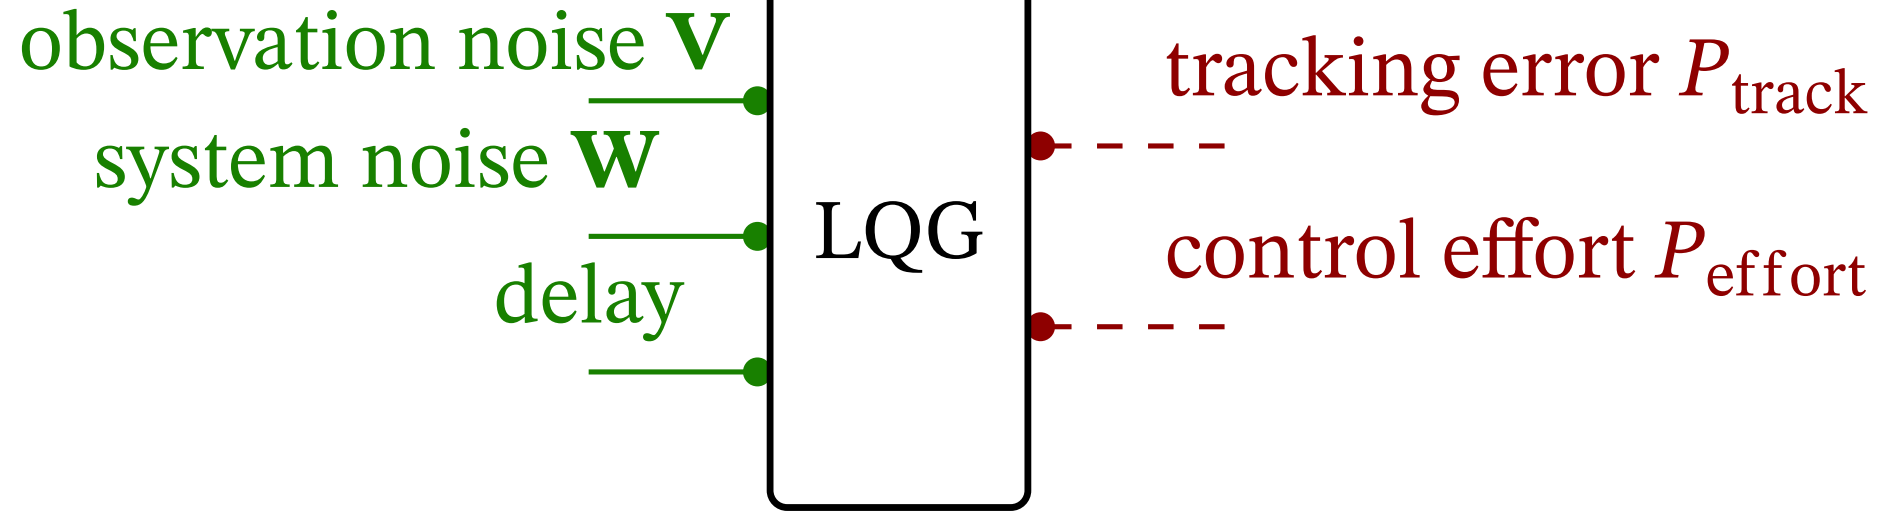 observation noise V
system noise W
delay
LQG
tracking error P_track
control effort P_effort